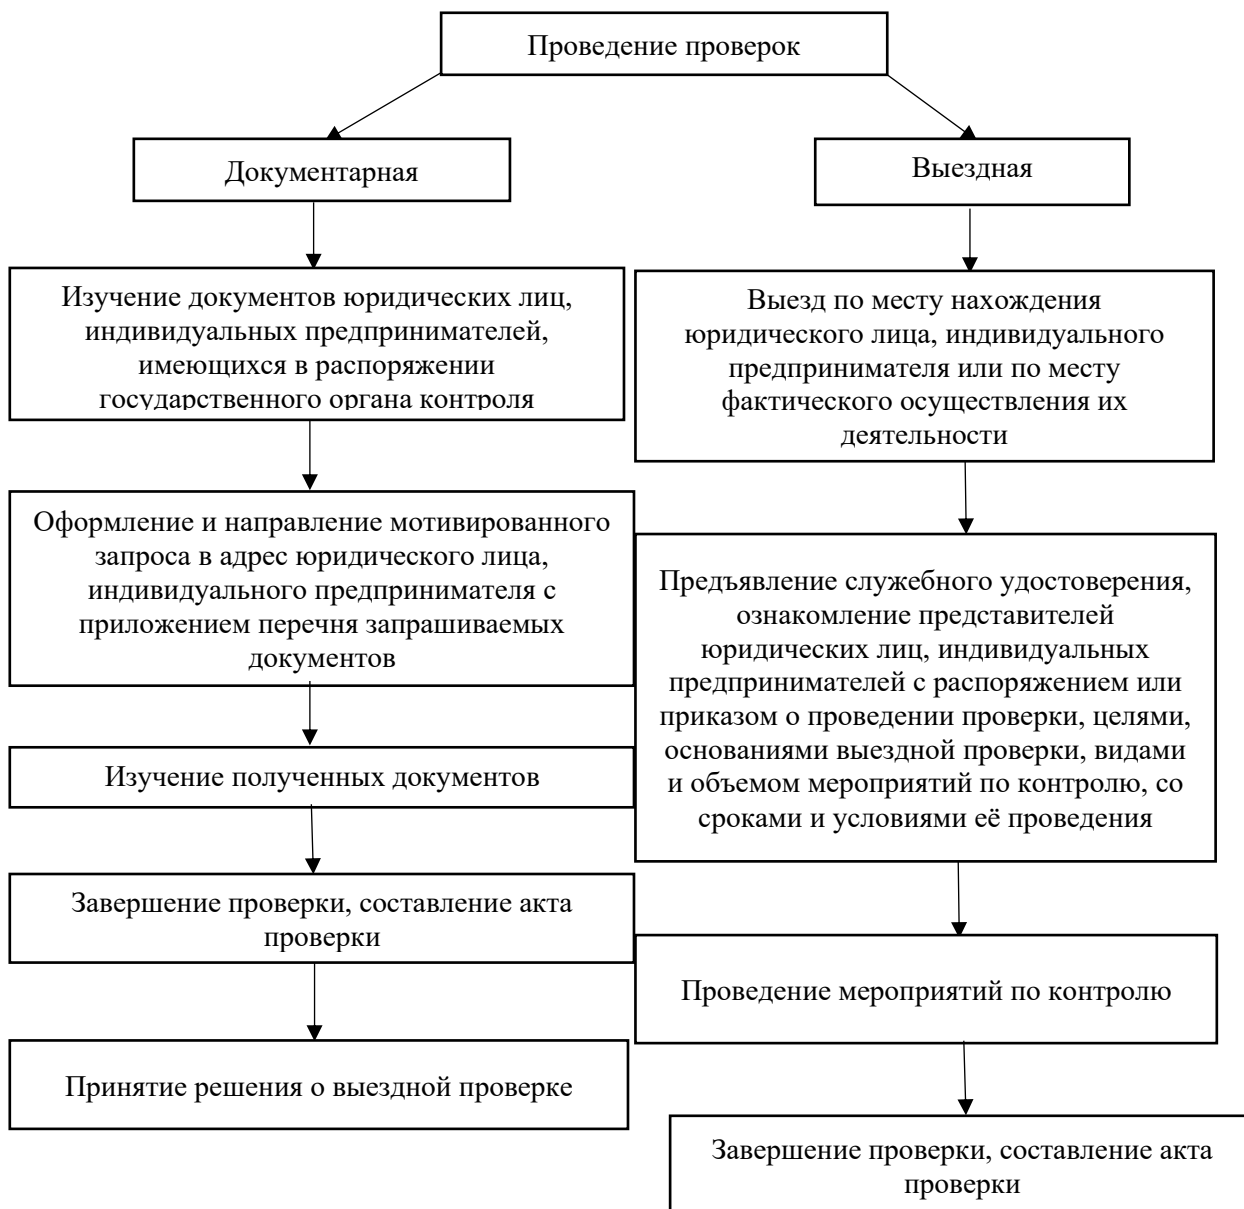 Проведение проверок
Документарная
Выездная
Изучение документов юридических лиц,
индивидуальных предпринимателей,
имеющихся в распоряжении
государственного органа контроля
Выезд по месту нахождения
юридического лица, индивидуального
предпринимателя или по месту
фактического осуществления их
деятельности
Оформление и направление мотивированного
запроса в адрес юридического лица,
индивидуального предпринимателя с
приложением перечня запрашиваемых
документов
Предъявление служебного удостоверения,
ознакомление представителей
юридических лиц, индивидуальных
предпринимателей с распоряжением или
приказом о проведении проверки, целями,
основаниями выездной проверки, видами
и объемом мероприятий по контролю, со
сроками и условиями её проведения
Изучение полученных документов
Завершение проверки, составление акта
проверки
Проведение мероприятий по контролю
Принятие решения о выездной проверке
Завершение проверки, составление акта
проверки